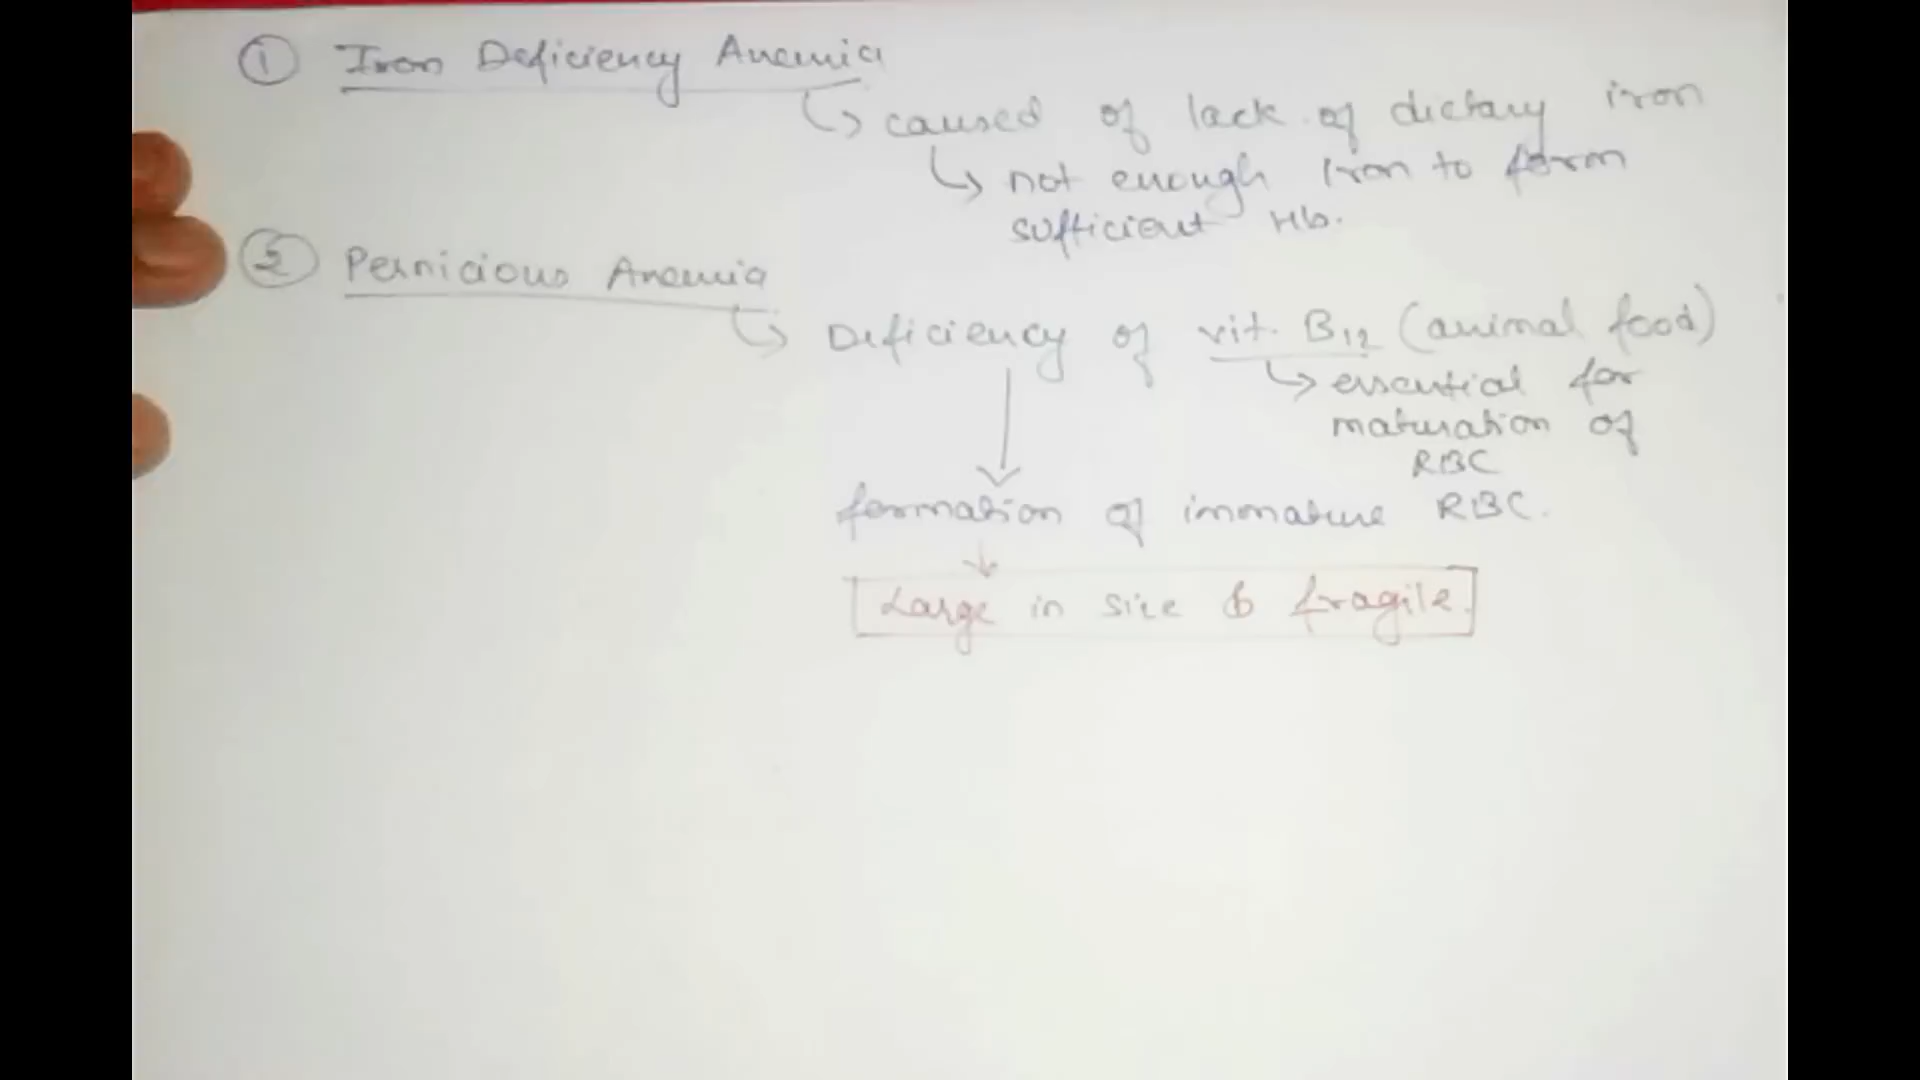 ① Iron Deficiency Anemia
↳ caused of lack of dietary iron
↳ not enough Iron to form
sufficient Hb.
② Pernicious Anemia
↳ Deficiency of vit. B12 (animal food)
↳ essential for
maturation of
RBC
formation of immature RBC.
Large in size & fragile.